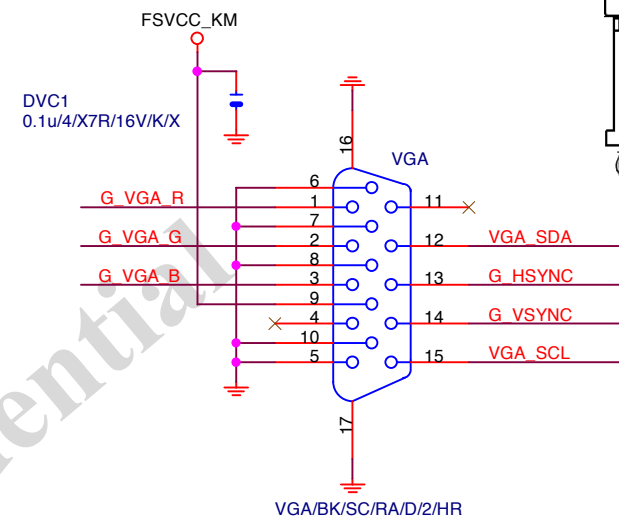 FSVCC_KM
DVC1
0.1u/4/X7R/16V/K/X
16
VGA
6
G_VGA_R 1 11
7
G_VGA_G 2 12 VGA_SDA
8
G_VGA_B 3 13 G_HSYNC
9
4 14 G_VSYNC
10
5 15 VGA_SCL
17
VGA/BK/SC/RA/D/2/HR
ential